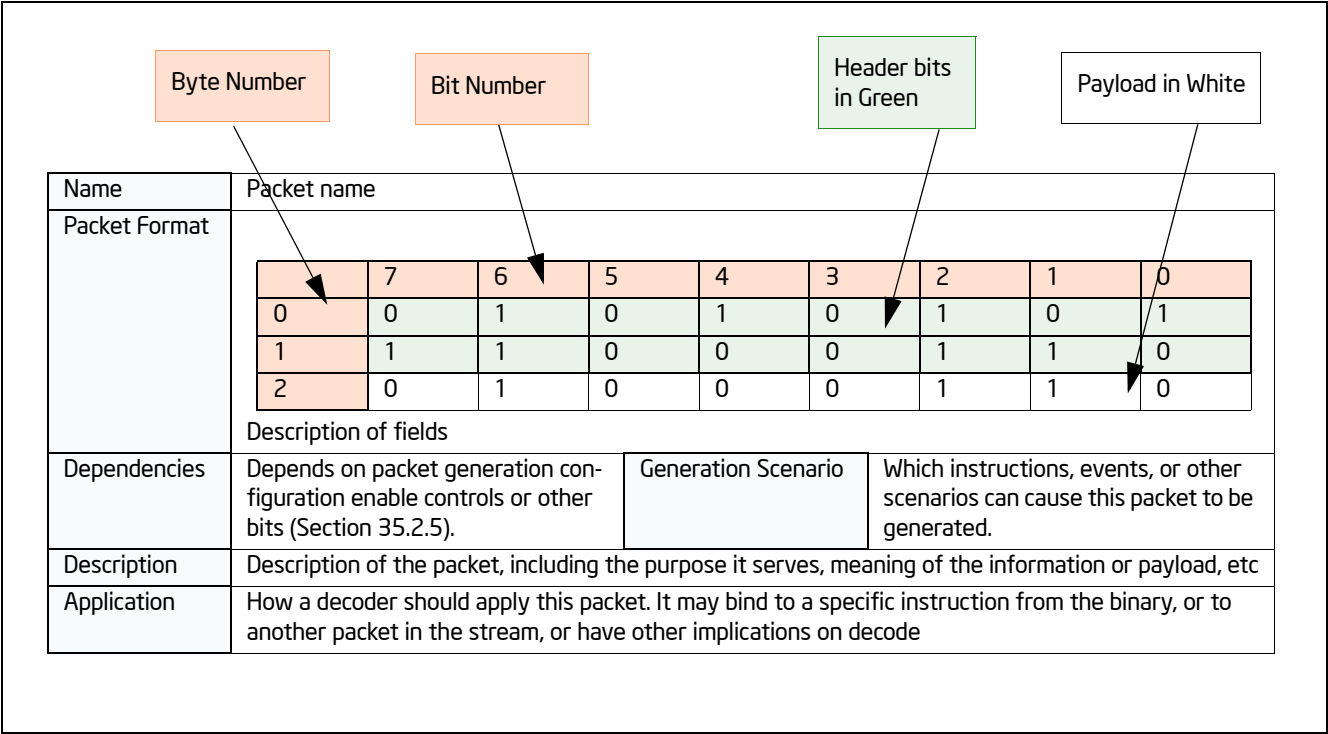 Byte Number
Bit Number
Header bits
in Green
Payload in White
Name
Packet name
Packet Format
7 6 5 4 3 2 1 0
0 0 1 0 1 0 1 0 1
1 1 1 0 0 0 1 1 0
2 0 1 0 0 0 1 1 0
Description of fields
Dependencies
Depends on packet generation con-
figuration enable controls or other
bits (Section 35.2.5).
Generation Scenario
Which instructions, events, or other
scenarios can cause this packet to be
generated.
Description
Description of the packet, including the purpose it serves, meaning of the information or payload, etc
Application
How a decoder should apply this packet. It may bind to a specific instruction from the binary, or to
another packet in the stream, or have other implications on decode